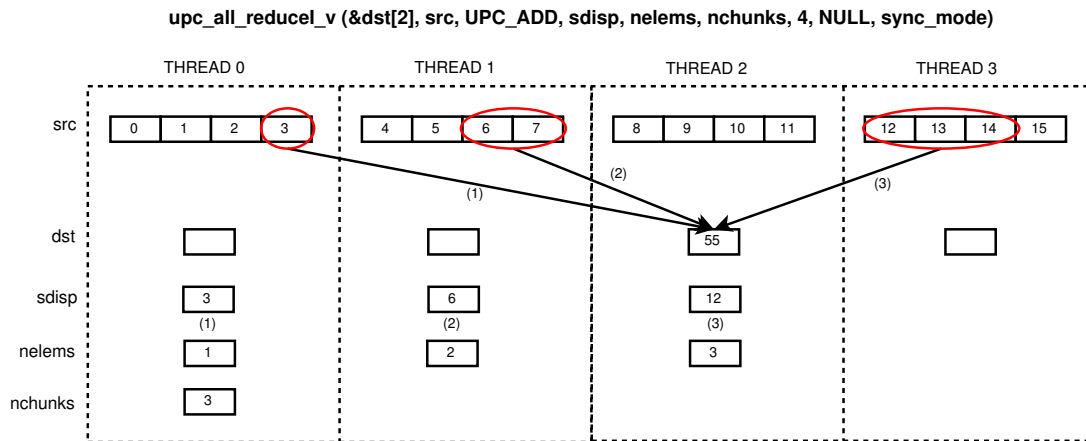 upc_all_reduceI_v (&dst[2], src, UPC_ADD, sdisp, nelems, nchunks, 4, NULL, sync_mode)
THREAD 0 THREAD 1 THREAD 2 THREAD 3
src 0 1 2 3 4 5 6 7 8 9 10 11 12 13 14 15
(1) (2) (3)
dst 55
sdisp 3 6 12
(1) (2) (3)
nelems 1 2 3
nchunks 3